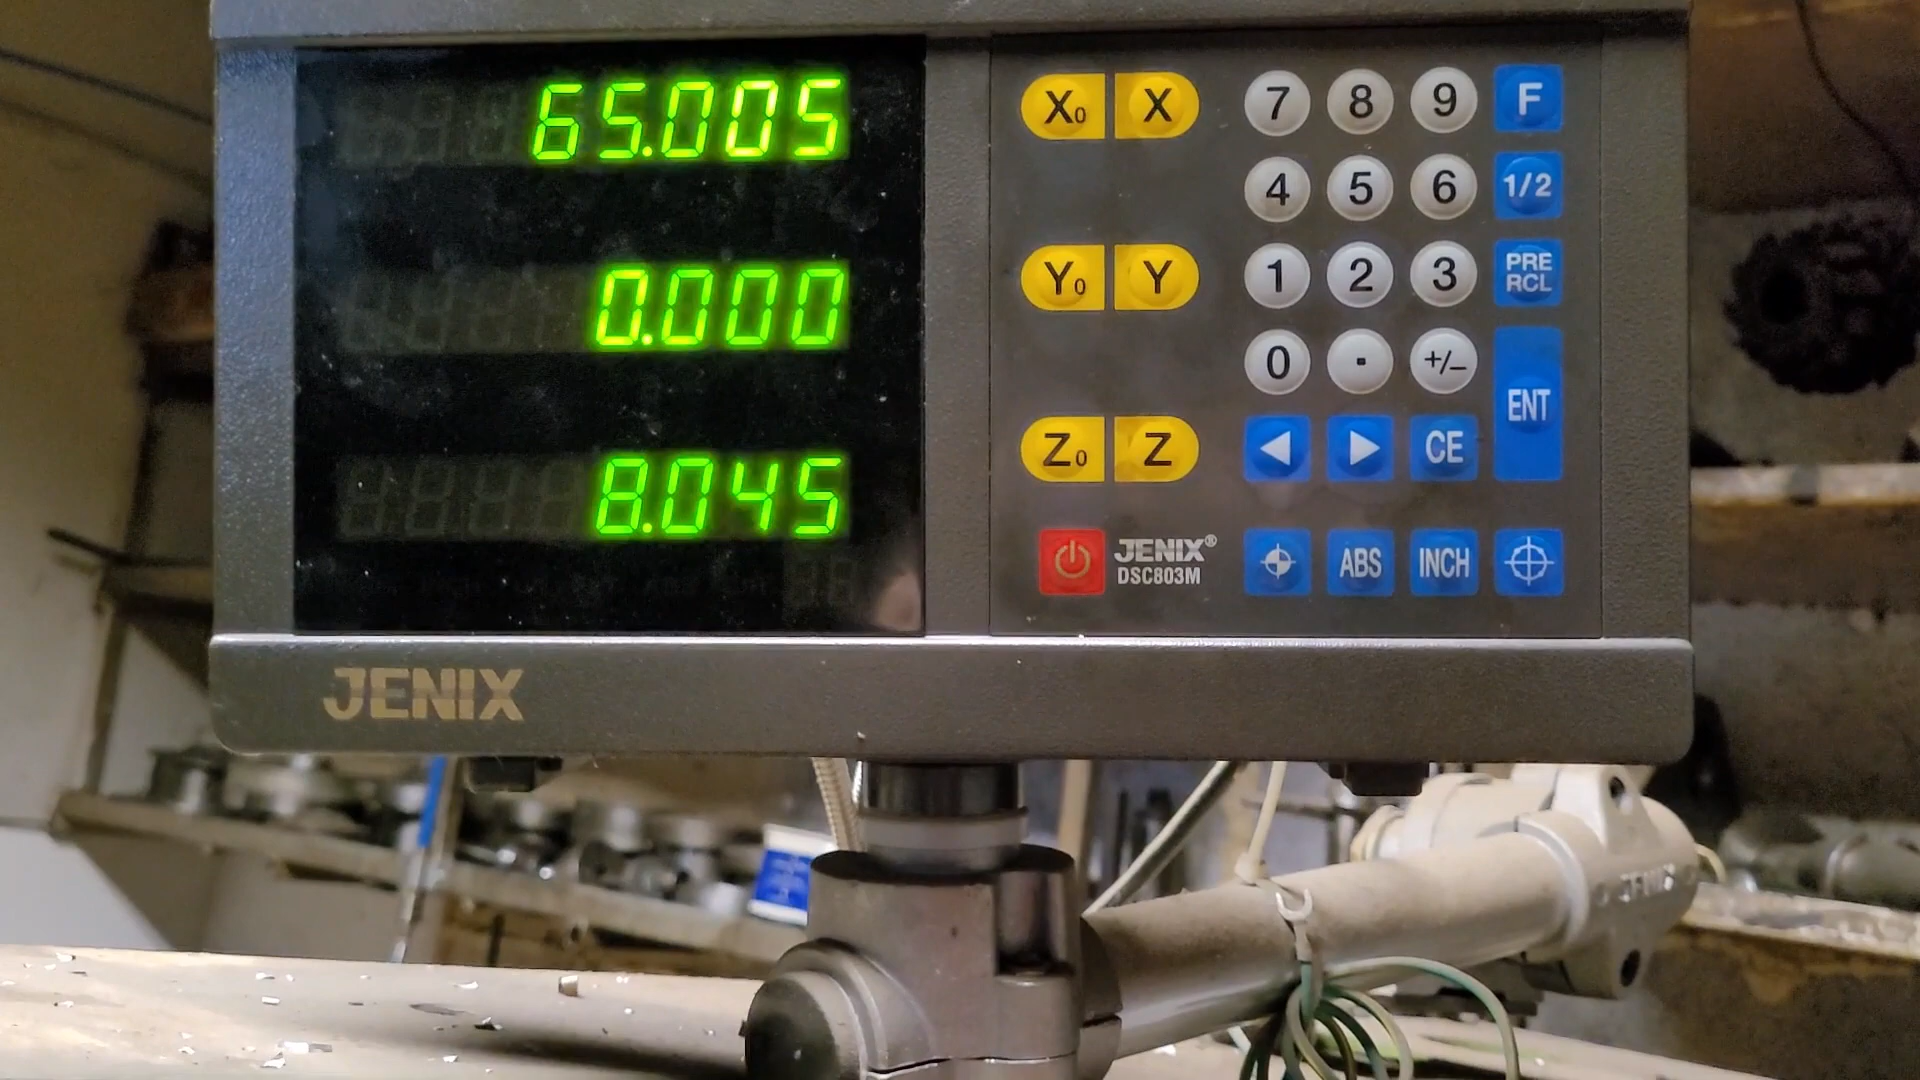 65.005
0.000
8.045
X₀ X 7 8 9 F
4 5 6 1/2
Y₀ Y 1 2 3 PRE RCL
0 . +/- ENT
Z₀ Z ◀ ▶ CE
JENIX®
DSC803M
ABS INCH
JENIX